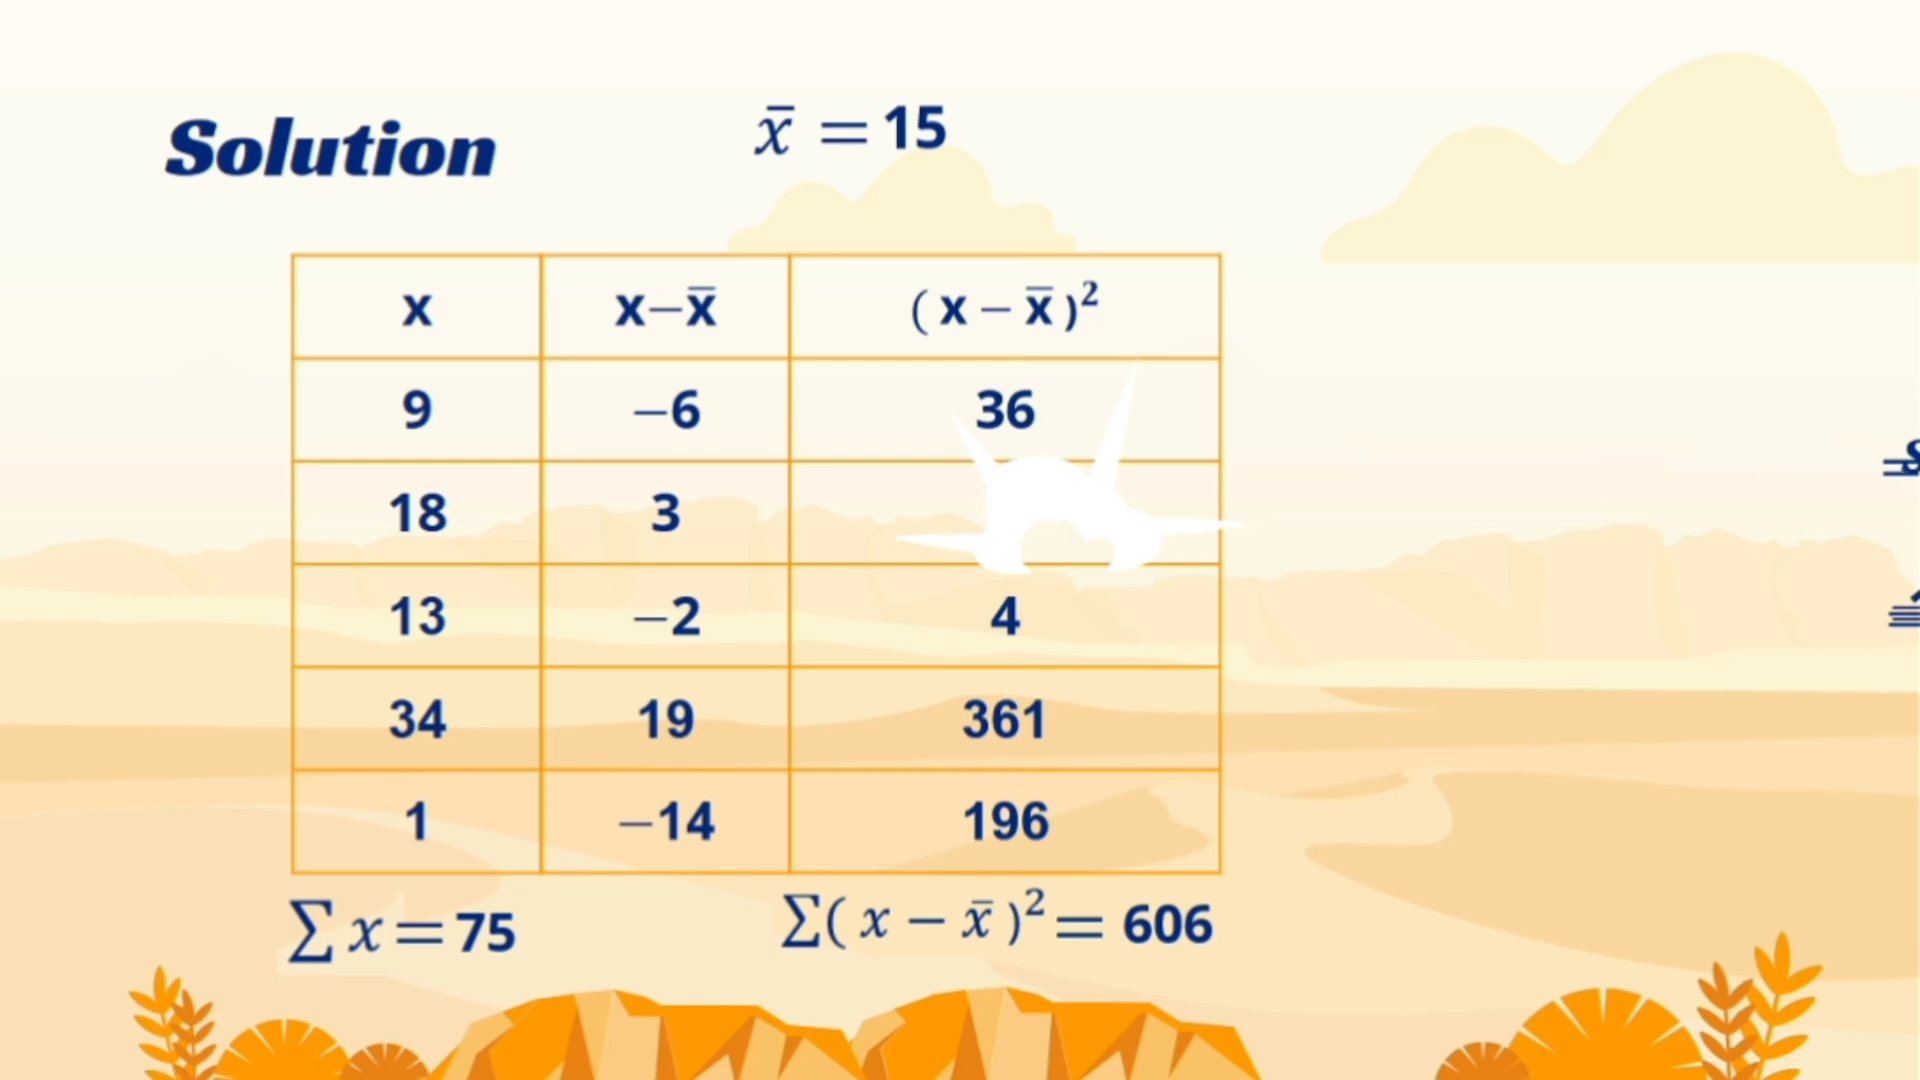 Solution
x̄ = 15
x x−x̄ (x − x̄)²
9 −6 36
18 3
13 −2 4
34 19 361
1 −14 196
∑x = 75
∑(x − x̄)² = 606